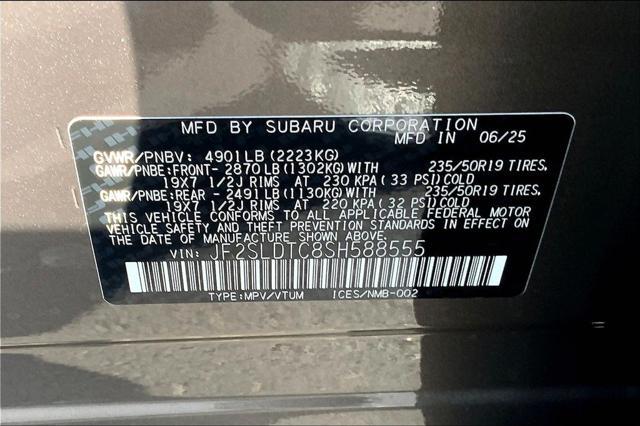 MFD BY SUBARU CORPORATION
MFD IN 06/25
GVWR/PNBV: 4901LB (2223KG)
GAWR/PNBE:FRONT- 2870LB (1302KG)WITH 235/50R19 TIRES,
19X7 1/2J RIMS AT 230 KPA (33 PSI)COLD
GAWR/PNBE:REAR - 2491LB (1130KG)WITH 235/50R19 TIRES,
19X7 1/2J RIMS AT 220 KPA (32 PSI)COLD
THIS VEHICLE CONFORMS TO ALL APPLICABLE FEDERAL MOTOR
VEHICLE SAFETY AND THEFT PREVENTION STANDARDS IN
EFFECT ON THE DATE OF MANUFACTURE SHOWN ABOVE.
VIN: JF2SLDTC8SH588555
TYPE:MPV/VTUM ICES/NMB-002